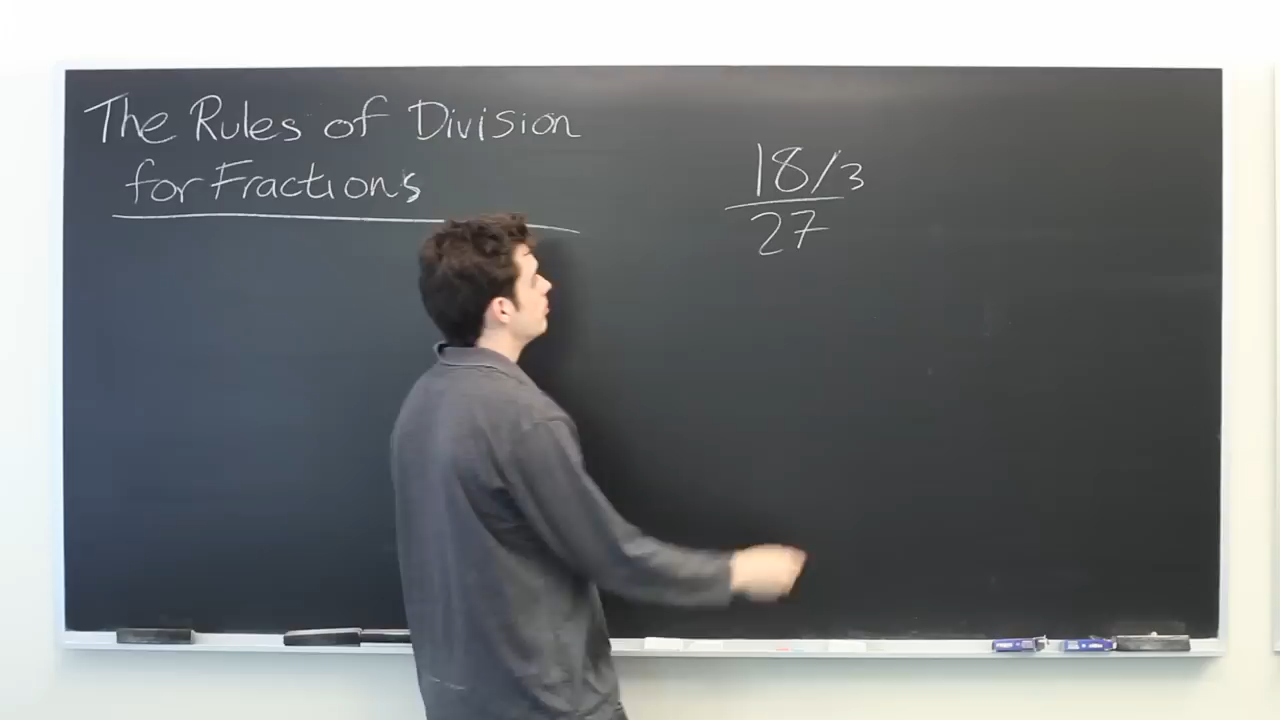 The Rules of Division
for Fractions
18/3
27